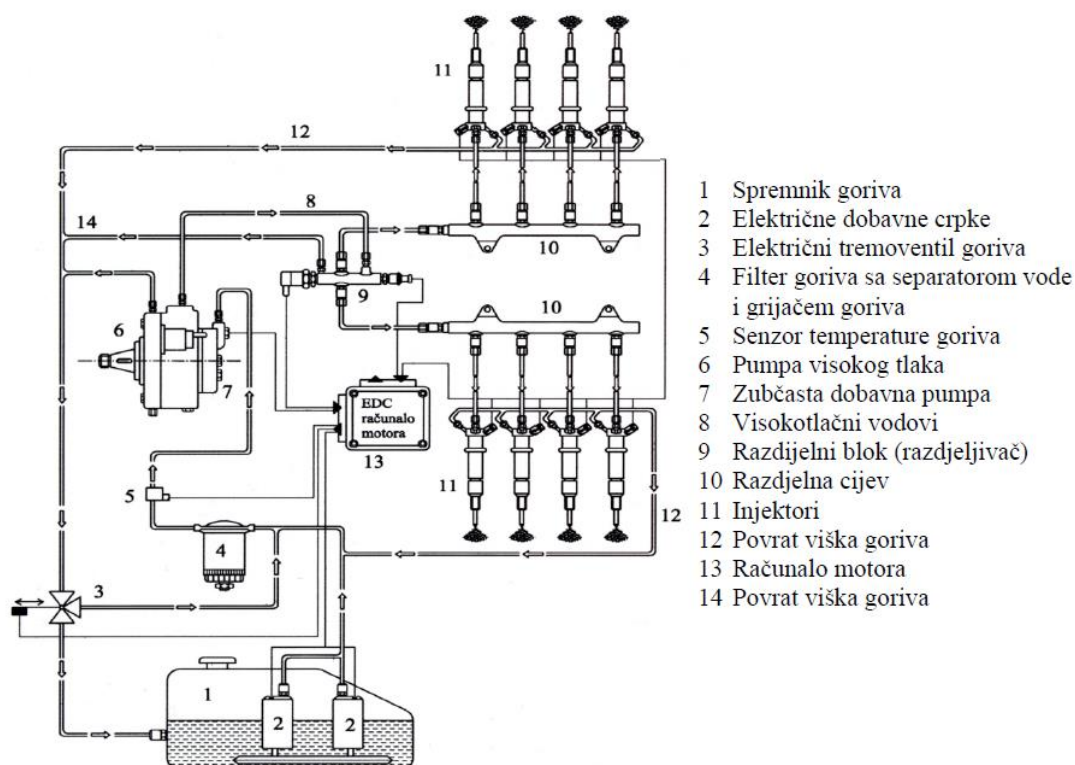 11
12
8
14
10
9
10
6
7
EDC
računalo
motora
13
5
11
12
4
3
1
2
2
1 Spremnik goriva
2 Električne dobavne crpke
3 Električni tremoventil goriva
4 Filter goriva sa separatorom vode
i grijačem goriva
5 Senzor temperature goriva
6 Pumpa visokog tlaka
7 Zubčasta dobavna pumpa
8 Visokotlačni vodovi
9 Razdijelni blok (razdjeljivač)
10 Razdjelna cijev
11 Injektori
12 Povrat viška goriva
13 Računalo motora
14 Povrat viška goriva